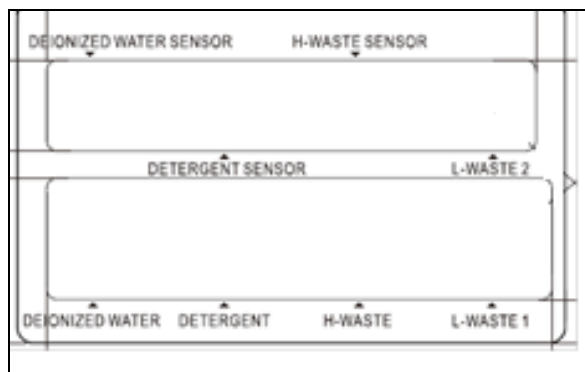 DEIONIZED WATER SENSOR H-WASTE SENSOR
DETERGENT SENSOR L-WASTE 2
DEIONIZED WATER DETERGENT H-WASTE L-WASTE 1